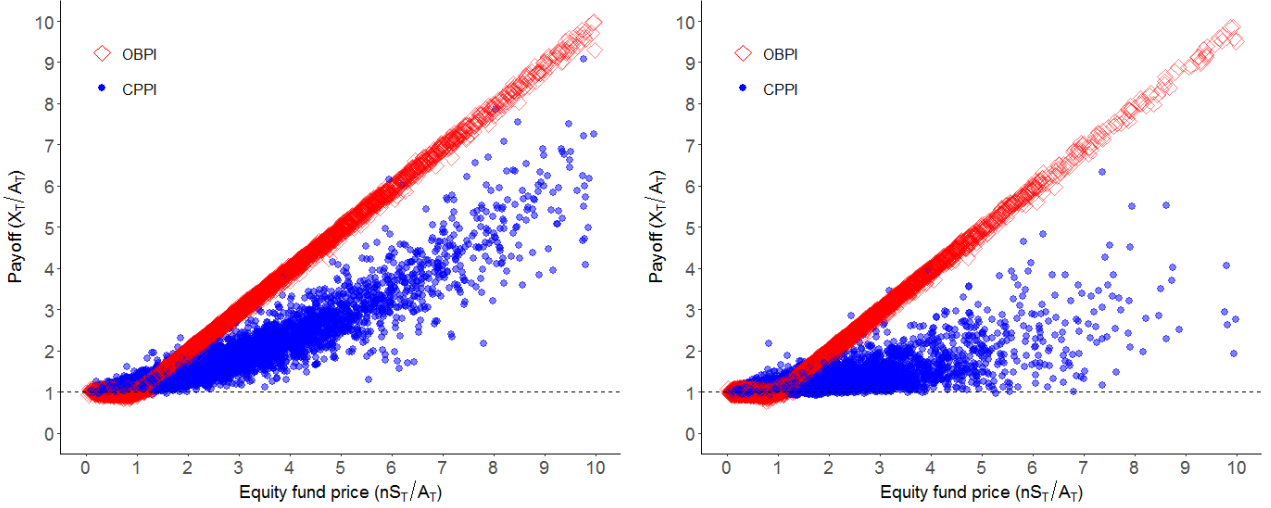 10
9
8
7
6
5
4
3
2
1
0
Payoff (X_T/A_T)
OBPI
CPPI
0 1 2 3 4 5 6 7 8 9 10
Equity fund price (nS_T/A_T)
10
9
8
7
6
5
4
3
2
1
0
Payoff (X_T/A_T)
OBPI
CPPI
0 1 2 3 4 5 6 7 8 9 10
Equity fund price (nS_T/A_T)